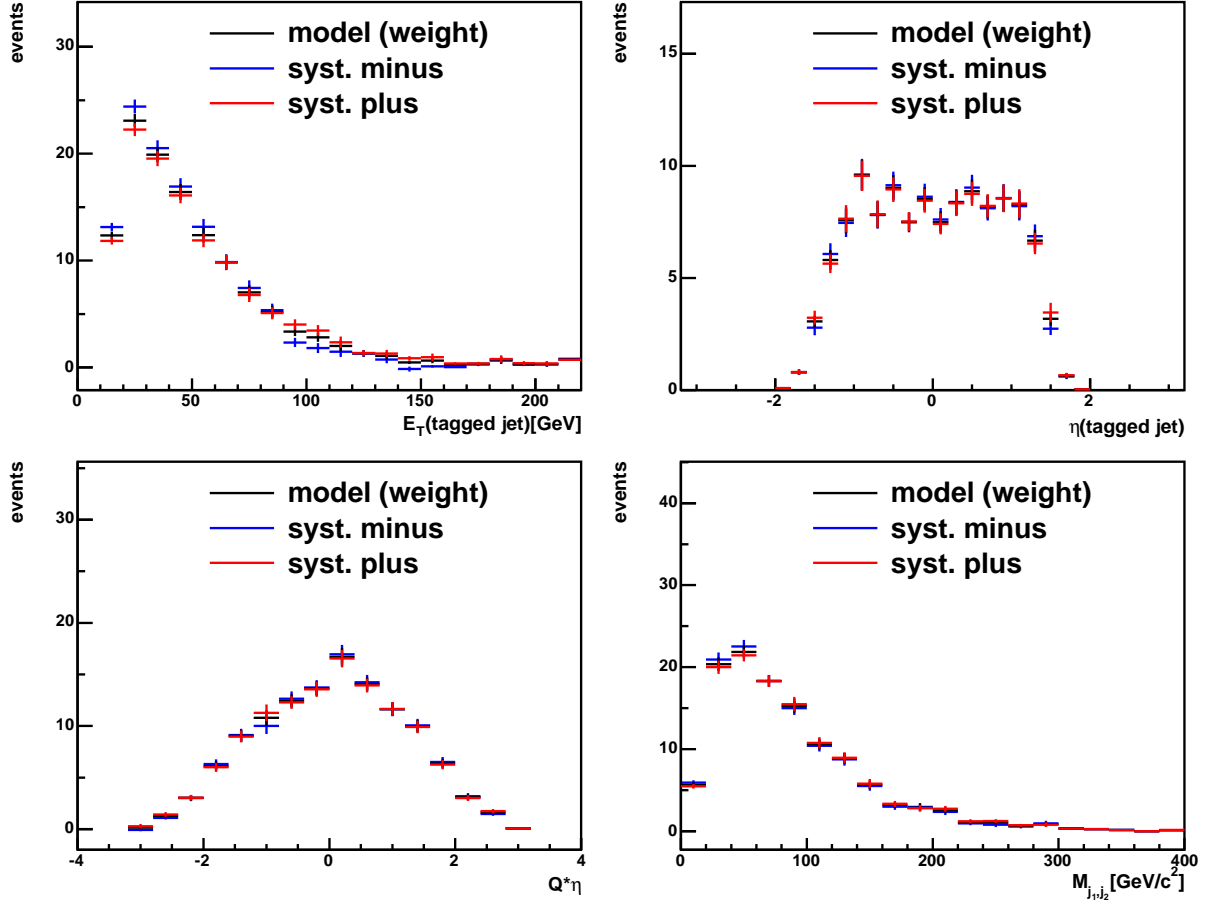 events
30
20
10
0
model (weight)
syst. minus
syst. plus
0 50 100 150 200
E_T(tagged jet)[GeV]
events
15
10
5
0
model (weight)
syst. minus
syst. plus
-2 0 2
η(tagged jet)
events
30
20
10
0
model (weight)
syst. minus
syst. plus
-4 -2 0 2 4
Q*η
events
40
30
20
10
0
model (weight)
syst. minus
syst. plus
0 100 200 300 400
M_{j_1,j_2}[GeV/c^2]